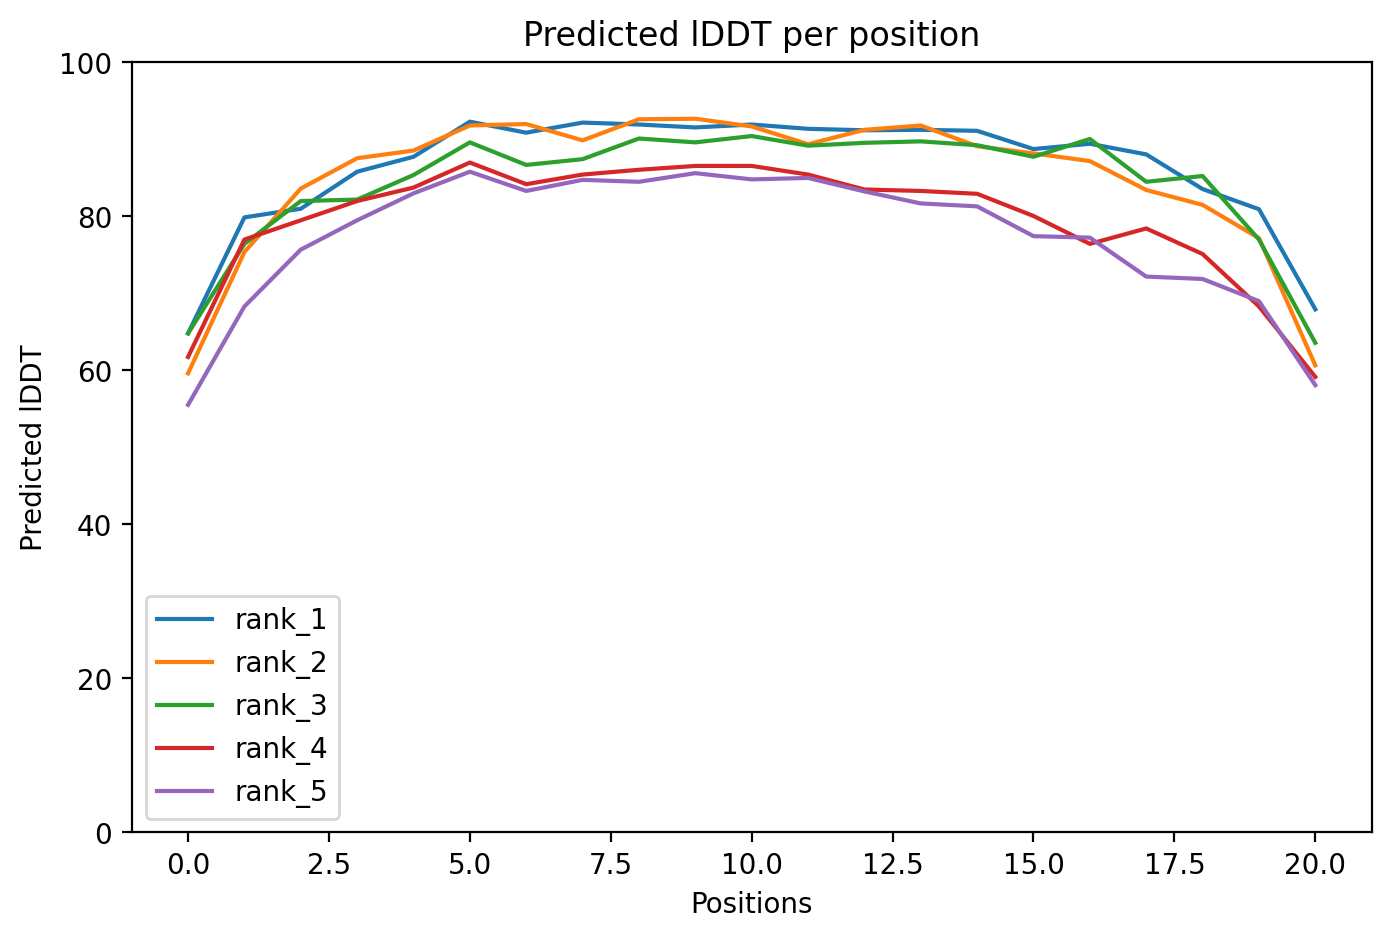 Predicted lDDT per position
100
80
60
40
20
0
Predicted lDDT
rank_1
rank_2
rank_3
rank_4
rank_5
0.0 2.5 5.0 7.5 10.0 12.5 15.0 17.5 20.0
Positions